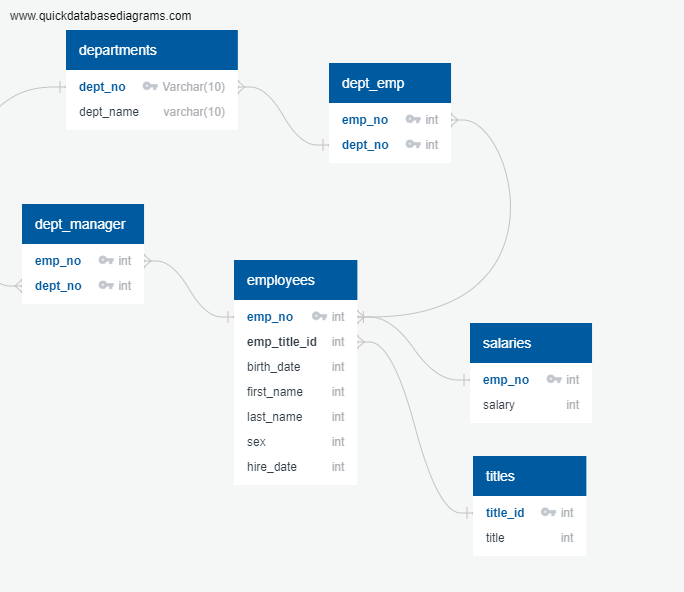 www.quickdatabasediagrams.com
departments
dept_no Varchar(10)
dept_name varchar(10)
dept_emp
emp_no int
dept_no int
dept_manager
emp_no int
dept_no int
employees
emp_no int
emp_title_id int
birth_date int
first_name int
last_name int
sex int
hire_date int
salaries
emp_no int
salary int
titles
title_id int
title int